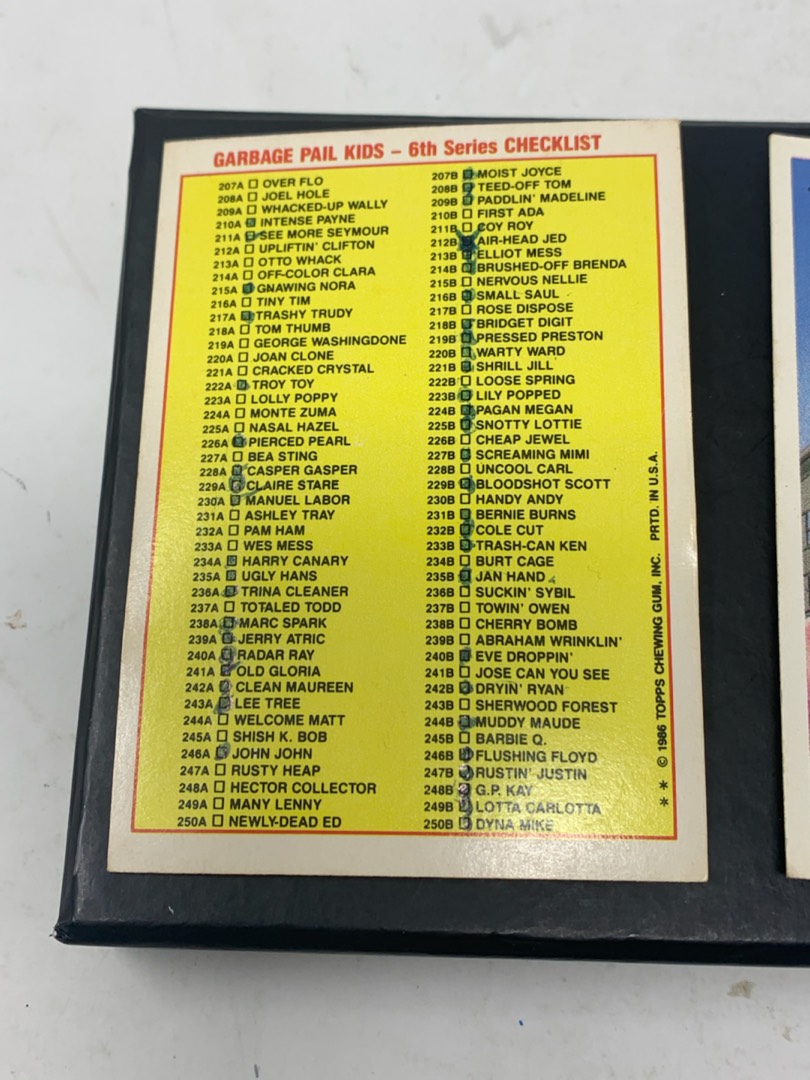 GARBAGE PAIL KIDS – 6th Series CHECKLIST
207A OVER FLO
208A JOEL HOLE
209A WHACKED-UP WALLY
210A INTENSE PAYNE
211A SEE MORE SEYMOUR
212A UPLIFTIN' CLIFTON
213A OTTO WHACK
214A OFF-COLOR CLARA
215A GNAWING NORA
216A TINY TIM
217A TRASHY TRUDY
218A TOM THUMB
219A GEORGE WASHINGDONE
220A JOAN CLONE
221A CRACKED CRYSTAL
222A TROY TOY
223A LOLLY POPPY
224A MONTE ZUMA
225A NASAL HAZEL
226A PIERCED PEARL
227A BEA STING
228A CASPER GASPER
229A CLAIRE STARE
230A MANUEL LABOR
231A ASHLEY TRAY
232A PAM HAM
233A WES MESS
234A HARRY CANARY
235A UGLY HANS
236A TRINA CLEANER
237A TOTALED TODD
238A MARC SPARK
239A JERRY ATRIC
240A RADAR RAY
241A OLD GLORIA
242A CLEAN MAUREEN
243A LEE TREE
244A WELCOME MATT
245A SHISH K. BOB
246A JOHN JOHN
247A RUSTY HEAP
248A HECTOR COLLECTOR
249A MANY LENNY
250A NEWLY-DEAD ED
207B MOIST JOYCE
208B TEED-OFF TOM
209B PADDLIN' MADELINE
210B FIRST ADA
211B COY ROY
212B AIR-HEAD JED
213B ELLIOT MESS
214B BRUSHED-OFF BRENDA
215B NERVOUS NELLIE
216B SMALL SAUL
217B ROSE DISPOSE
218B BRIDGET DIGIT
219B PRESSED PRESTON
220B WARTY WARD
221B SHRILL JILL
222B LOOSE SPRING
223B LILY POPPED
224B PAGAN MEGAN
225B SNOTTY LOTTIE
226B CHEAP JEWEL
227B SCREAMING MIMI
228B UNCOOL CARL
229B BLOODSHOT SCOTT
230B HANDY ANDY
231B BERNIE BURNS
232B COLE CUT
233B TRASH-CAN KEN
234B BURT CAGE
235B JAN HAND
236B SUCKIN' SYBIL
237B TOWIN' OWEN
238B CHERRY BOMB
239B ABRAHAM WRINKLIN'
240B EVE DROPPIN'
241B JOSE CAN YOU SEE
242B DRYIN' RYAN
243B SHERWOOD FOREST
244B MUDDY MAUDE
245B BARBIE Q.
246B FLUSHING FLOYD
247B RUSTIN' JUSTIN
248B G.P. KAY
249B LOTTA CARLOTTA
250B DYNA MIKE
** © 1986 TOPPS CHEWING GUM, INC. PRTD. IN U.S.A.